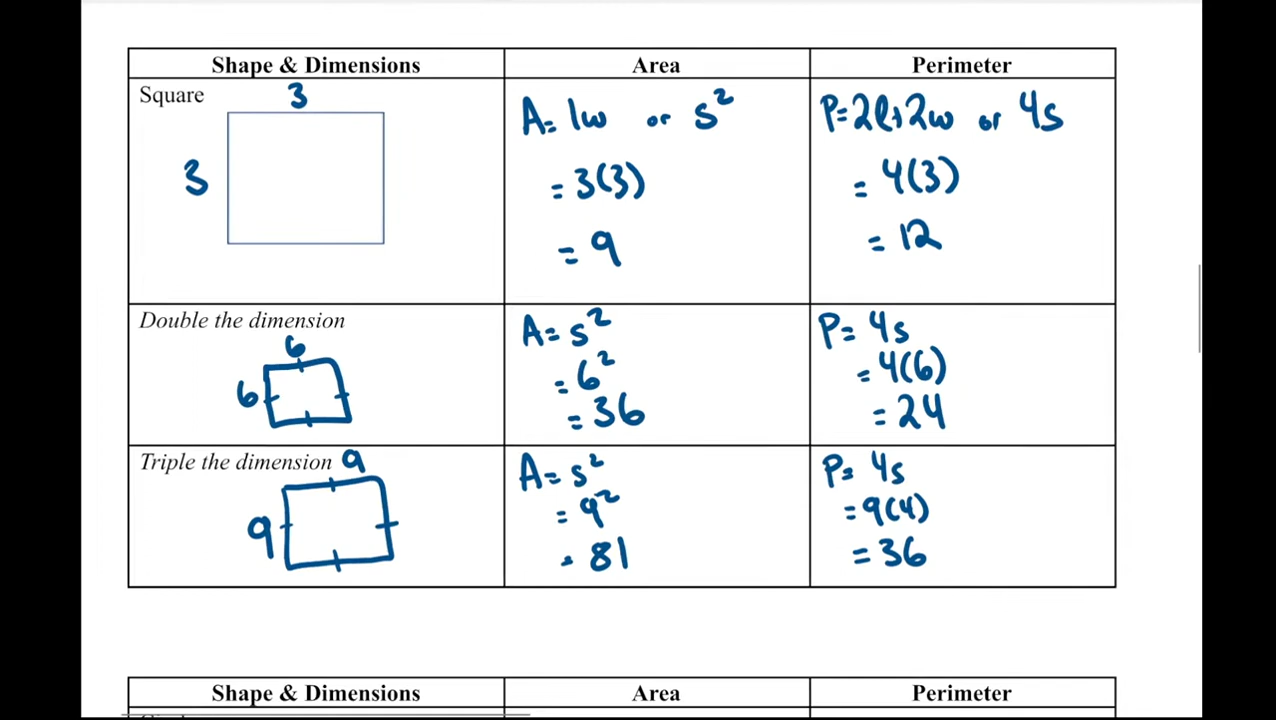 Shape & Dimensions Area Perimeter
Square 3
3
A = lw or s²
= 3(3)
= 9
P = 2l + 2w or 4s
= 4(3)
= 12
Double the dimension
6
6
A = s²
= 6²
= 36
P = 4s
= 4(6)
= 24
Triple the dimension 9
9
A = s²
= 9²
= 81
P = 4s
= 9(4)
= 36
Shape & Dimensions Area Perimeter